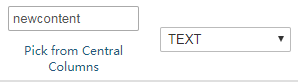 newcontent
TEXT
Pick from Central
Columns